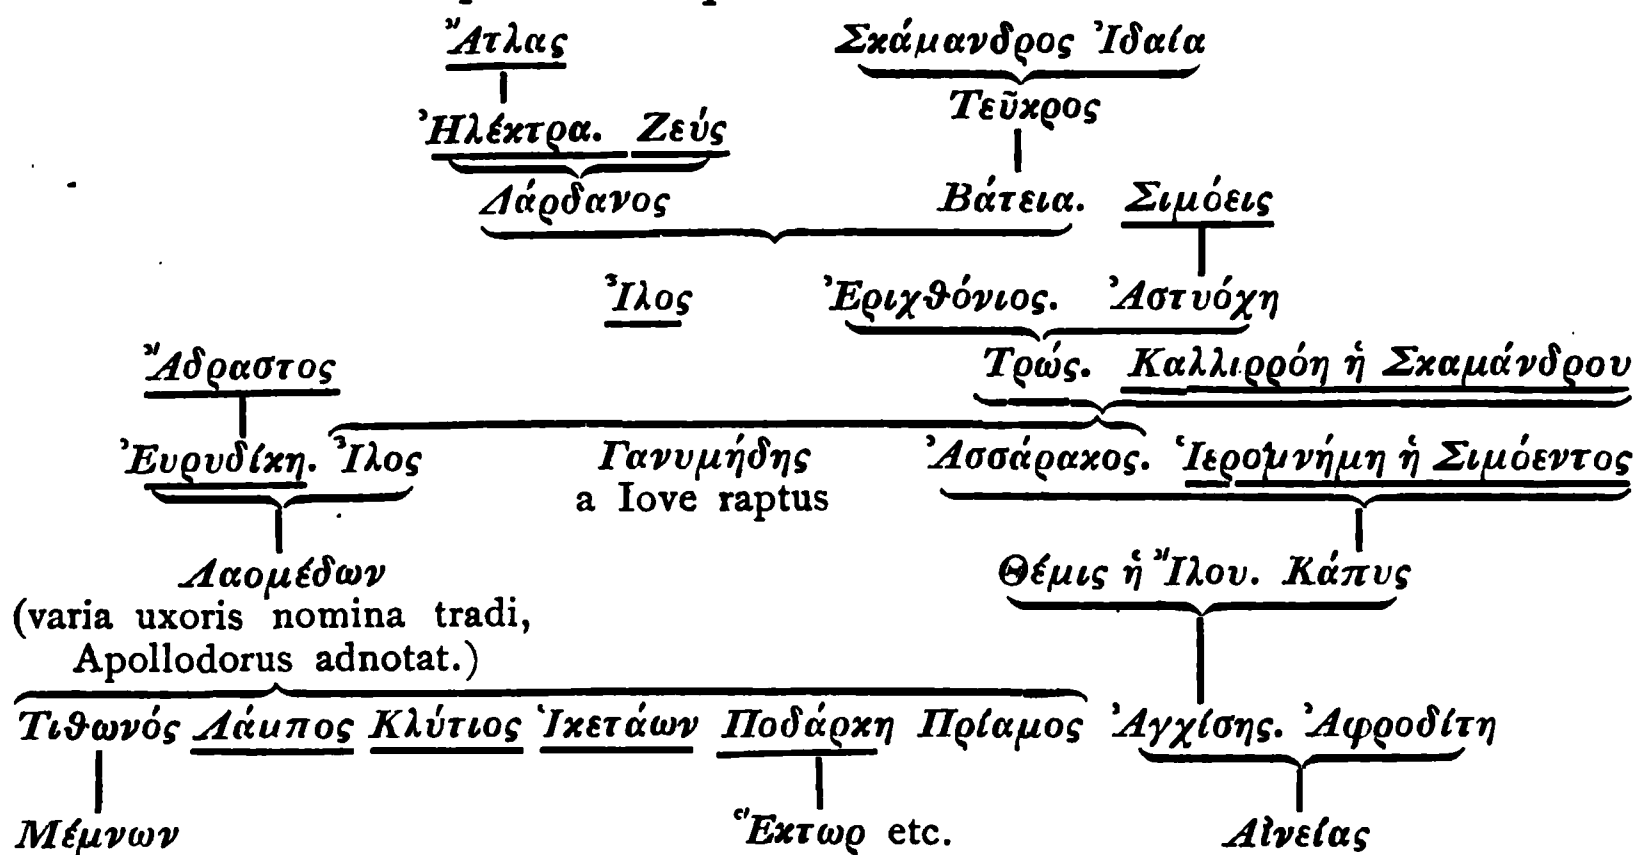 Ἄτλας Σκάμανδρος Ἰδαία
Τεῦκρος
Ἠλέκτρα. Ζεύς
Δάρδανος Βάτεια. Σιμόεις
Ἶλος Ἐριχθόνιος. Ἀστυόχη
Ἄδραστος Τρώς. Καλλιρρόη ἡ Σκαμάνδρου
Ἐυρυδίκη. Ἶλος Γανυμήδης Ἀσσάρακος. Ἱερομνήμη ἡ Σιμόεντος
a Iove raptus
Λαομέδων Θέμις ἡ Ἴλου. Κάπυς
(varia uxoris nomina tradi,
Apollodorus adnotat.)
Τιθωνός Λάμπος Κλύτιος Ἱκετάων Ποδάρκη Πρίαμος Ἀγχίσης. Ἀφροδίτη
Μέμνων Ἕκτωρ etc. Αἰνείας